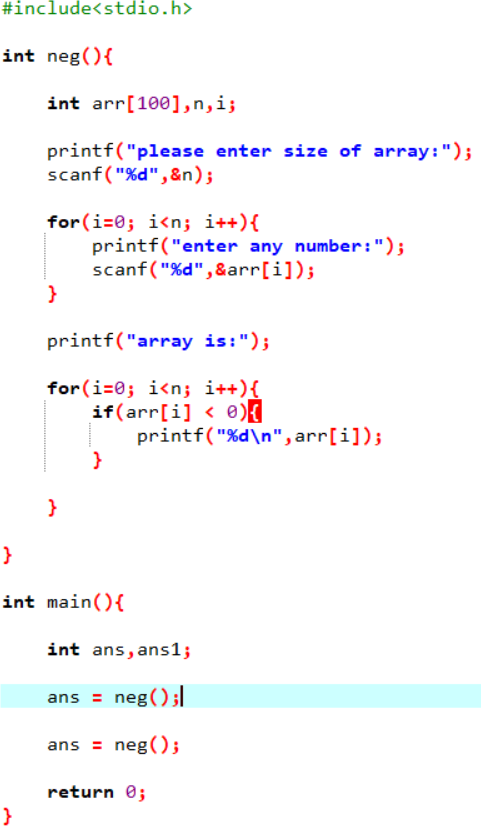 #include<stdio.h>
int neg(){
int arr[100],n,i;
printf("please enter size of array:");
scanf("%d",&n);
for(i=0; i<n; i++){
printf("enter any number:");
scanf("%d",&arr[i]);
}
printf("array is:");
for(i=0; i<n; i++){
if(arr[i] < 0){
printf("%d\n",arr[i]);
}
}
}
int main(){
int ans,ans1;
ans = neg();
ans = neg();
return 0;
}